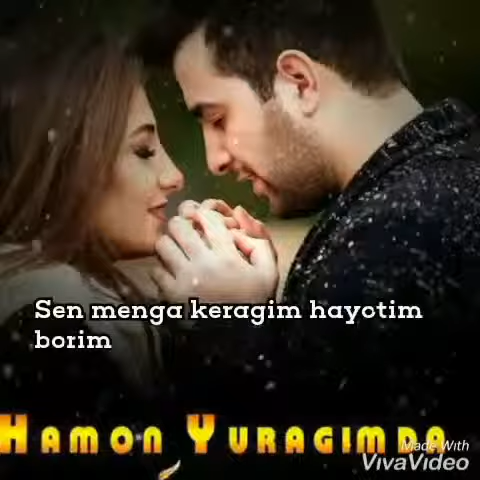 Sen menga keragim hayotim
borim
Hamon Yuragimda
Made With
VivaVideo